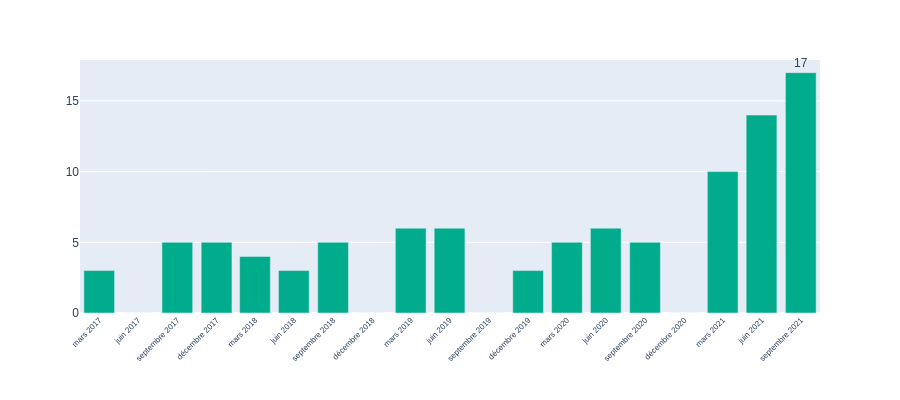 17
15
10
5
0
mars 2017
juin 2017
septembre 2017
décembre 2017
mars 2018
juin 2018
septembre 2018
décembre 2018
mars 2019
juin 2019
septembre 2019
décembre 2019
mars 2020
juin 2020
septembre 2020
décembre 2020
mars 2021
juin 2021
septembre 2021